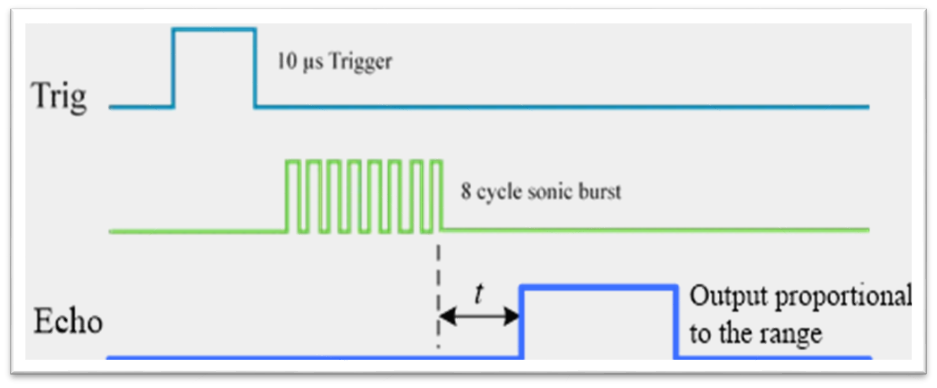 Trig
10 µs Trigger
8 cycle sonic burst
t
Echo
Output proportional
to the range